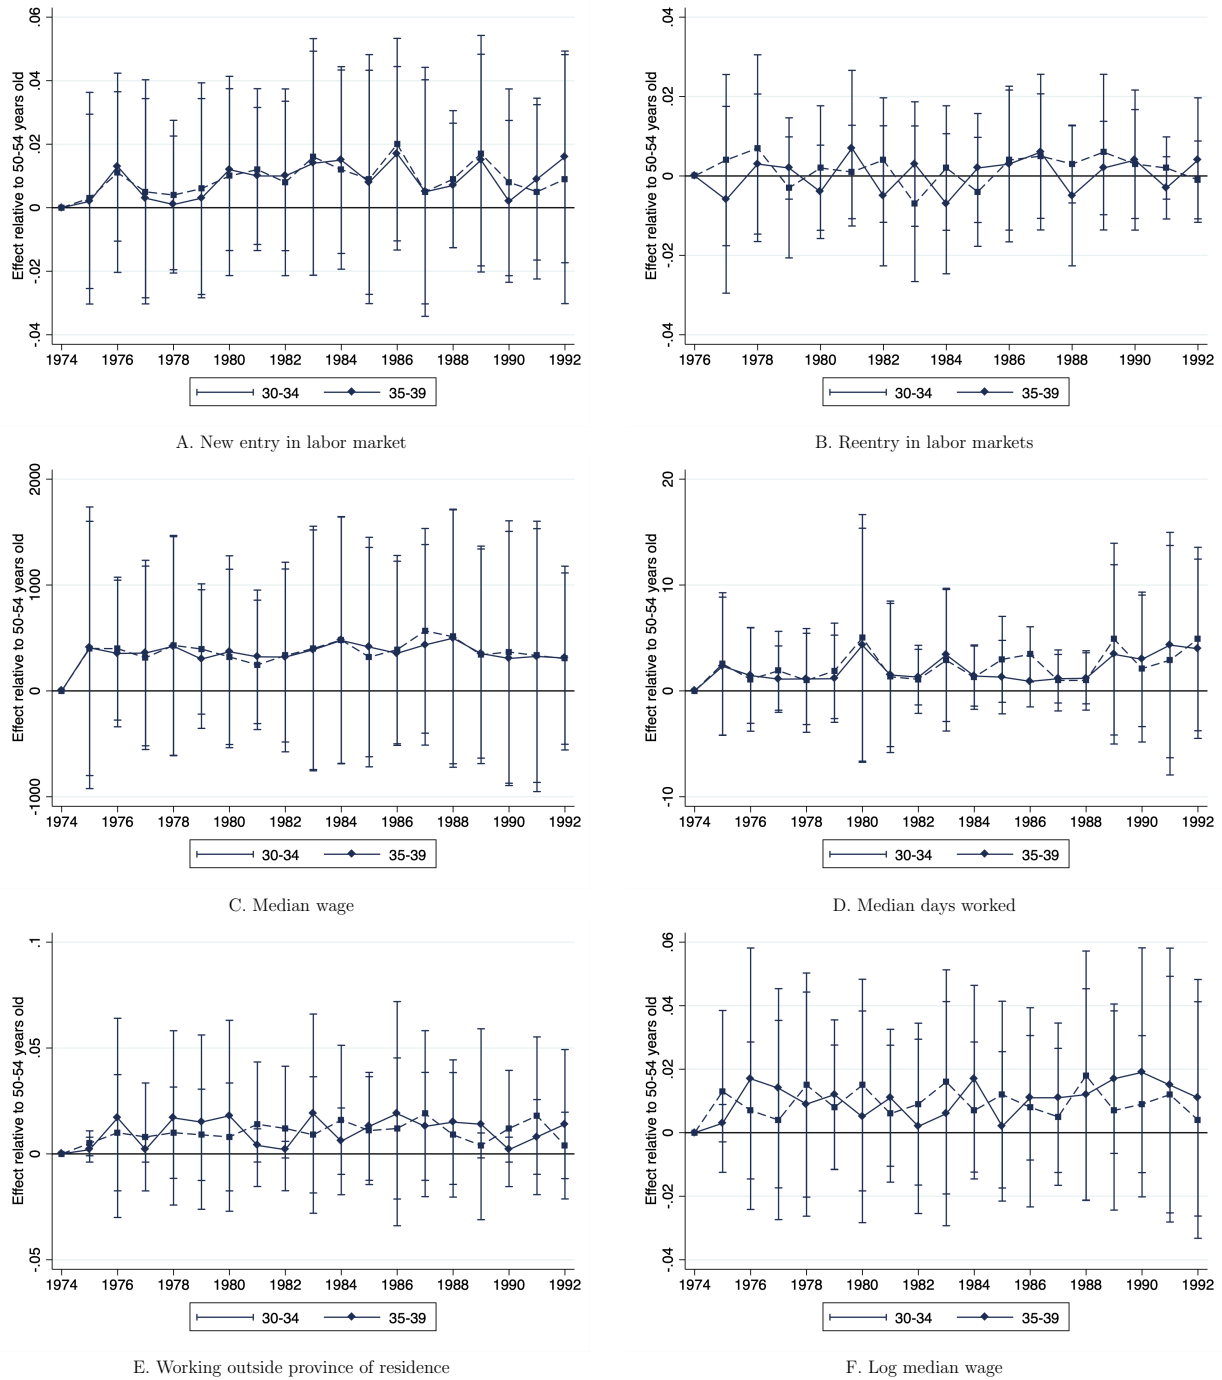 Effect relative to 50-54 years old
.06
.04
.02
0
-.02
-.04
1974 1976 1978 1980 1982 1984 1986 1988 1990 1992
30-34 35-39
A. New entry in labor market
Effect relative to 50-54 years old
.04
.02
0
-.02
-.04
1976 1978 1980 1982 1984 1986 1988 1990 1992
30-34 35-39
B. Reentry in labor markets
Effect relative to 50-54 years old
2000
1000
0
-1000
1974 1976 1978 1980 1982 1984 1986 1988 1990 1992
30-34 35-39
C. Median wage
Effect relative to 50-54 years old
20
10
0
-10
1974 1976 1978 1980 1982 1984 1986 1988 1990 1992
30-34 35-39
D. Median days worked
Effect relative to 50-54 years old
.1
.05
0
-.05
1974 1976 1978 1980 1982 1984 1986 1988 1990 1992
30-34 35-39
E. Working outside province of residence
Effect relative to 50-54 years old
.06
.04
.02
0
-.02
-.04
1974 1976 1978 1980 1982 1984 1986 1988 1990 1992
30-34 35-39
F. Log median wage